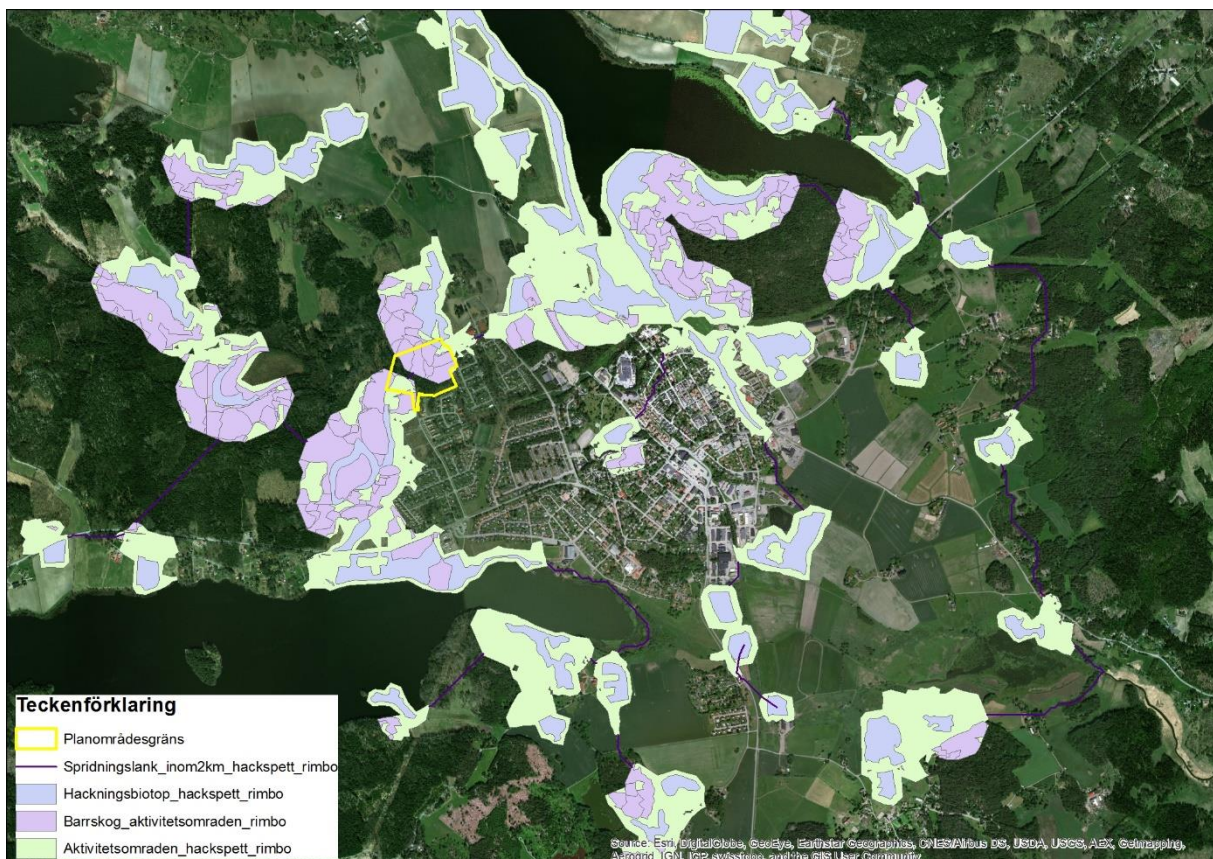 Teckenförklaring
Planområdesgräns
Spridningslank_inom2km_hackspett_rimbo
Hackningsbiotop_hackspett_rimbo
Barrskog_aktivitetsomraden_rimbo
Aktivitetsomraden_hackspett_rimbo
Source: Esri, DigitalGlobe, GeoEye, Earthstar Geographics, CNES/Airbus DS, USDA, USGS, AEX, Getmapping,
Aerogrid, IGN, IGP, swisstopo, and the GIS User Community